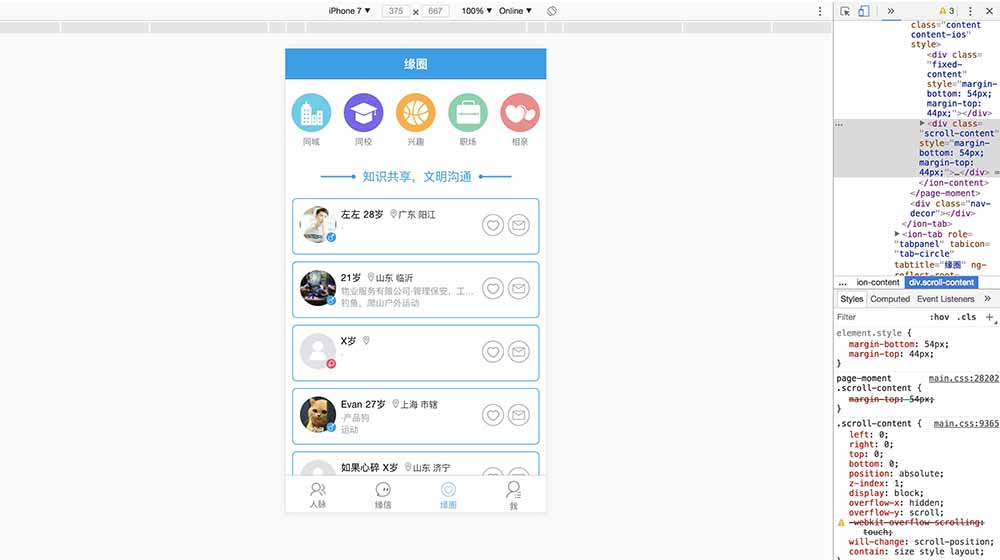 iPhone 7 ▼ 375 × 667 100% ▼ Online ▼
缘圈
同城 同校 兴趣 职场 相亲
知识共享，文明沟通
左左 28岁 广东 阳江
-
21岁 山东 临沂
物业服务有限公司·管理保安，工...
钓鱼，爬山户外运动
X岁
-
Evan 27岁 上海 市辖
·产品狗
运动
如果心碎 X岁 山东 济宁
人脉 缘信 缘圈 我
» 3
class="content
content-ios"
style>
<div class=
"fixed-
content"
style="margin-
bottom: 54px;
margin-top:
44px;"></div>
... ▶<div class=
"scroll-content"
style="margin-
bottom: 54px;
margin-top:
44px;">…</div> =
</ion-content>
</page-moment>
<div class="nav-
decor"></div>
</ion-tab>
▶<ion-tab role=
"tabpanel" tabicon=
"tab-circle"
tabtitle="缘圈" ng-
reflect-root=
... ion-content div.scroll-content
Styles Computed Event Listeners »
Filter :hov .cls +
element.style {
margin-bottom: 54px;
margin-top: 44px;
}
page-moment main.css:28202
.scroll-content {
margin-top: 54px;
}
.scroll-content { main.css:9365
left: 0;
right: 0;
top: 0;
bottom: 0;
position: absolute;
z-index: 1;
display: block;
overflow-x: hidden;
overflow-y: scroll;
-webkit-overflow-scrolling:
touch;
will-change: scroll-position;
contain: size style layout;